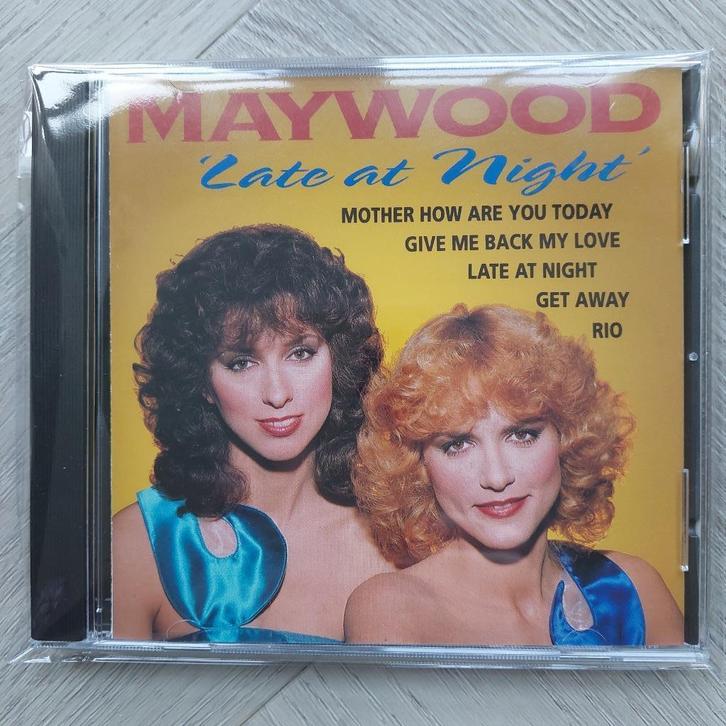 MAYWOOD
'Late at Night'
MOTHER HOW ARE YOU TODAY
GIVE ME BACK MY LOVE
LATE AT NIGHT
GET AWAY
RIO